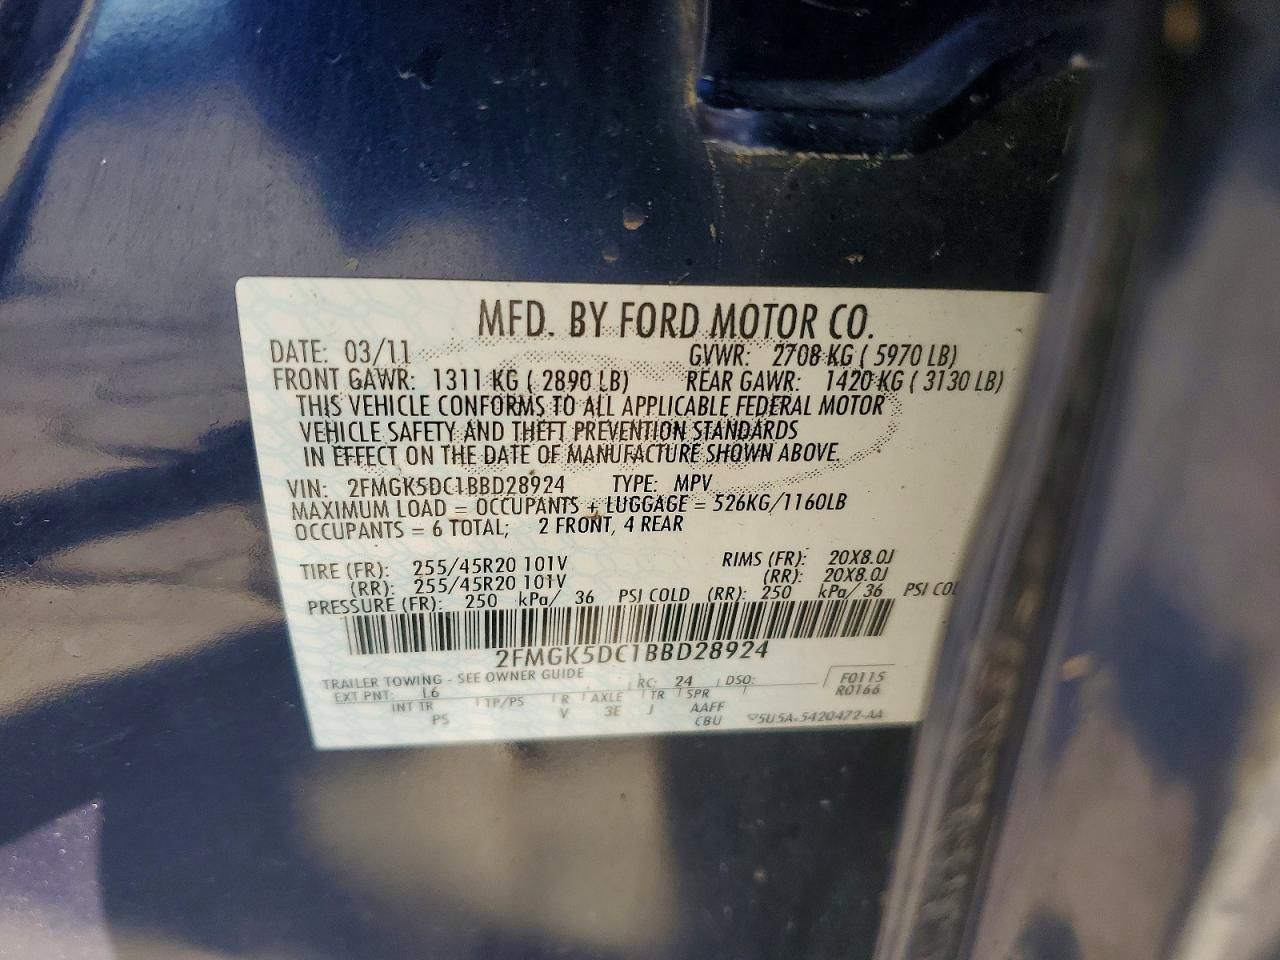 MFD. BY FORD MOTOR CO.
DATE: 03/11 GVWR: 2708 KG ( 5970 LB)
FRONT GAWR: 1311 KG ( 2890 LB) REAR GAWR: 1420 KG ( 3130 LB)
THIS VEHICLE CONFORMS TO ALL APPLICABLE FEDERAL MOTOR
VEHICLE SAFETY AND THEFT PREVENTION STANDARDS
IN EFFECT ON THE DATE OF MANUFACTURE SHOWN ABOVE.
VIN: 2FMGK5DC1BBD28924 TYPE: MPV
MAXIMUM LOAD = OCCUPANTS + LUGGAGE = 526KG/1160LB
OCCUPANTS = 6 TOTAL; 2 FRONT, 4 REAR
TIRE (FR): 255/45R20 101V RIMS (FR): 20X8.0J
(RR): 255/45R20 101V (RR): 20X8.0J
PRESSURE (FR): 250 kPa/ 36 PSI COLD (RR): 250 kPa/ 36 PSI COL
2FMGK5DC1BBD28924
TRAILER TOWING - SEE OWNER GUIDE RC: 24 DSO: F0115
EXT PNT: L6 R0166
INT TR TP/PS R AXLE TR SPR
PS V 3E J AAFF
CBU 5U5A-5420472-AA